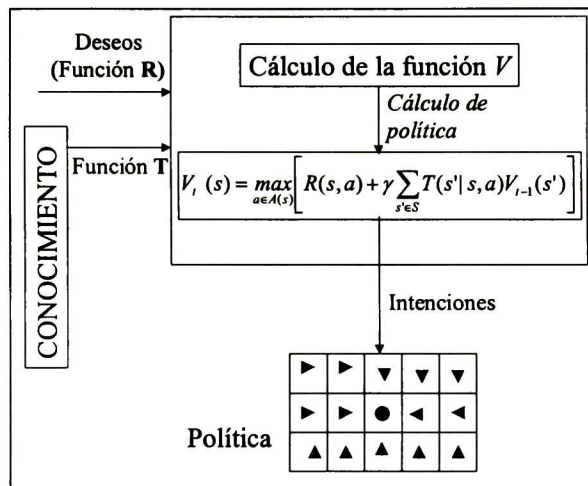 Deseos
(Función R)
Cálculo de la función V
Cálculo de
política
CONOCIMIENTO
Función T
V_t (s) = max_{a∈A(s)} [ R(s,a) + γ ∑_{s'∈S} T(s'| s,a)V_{t-1}(s') ]
Intenciones
Política